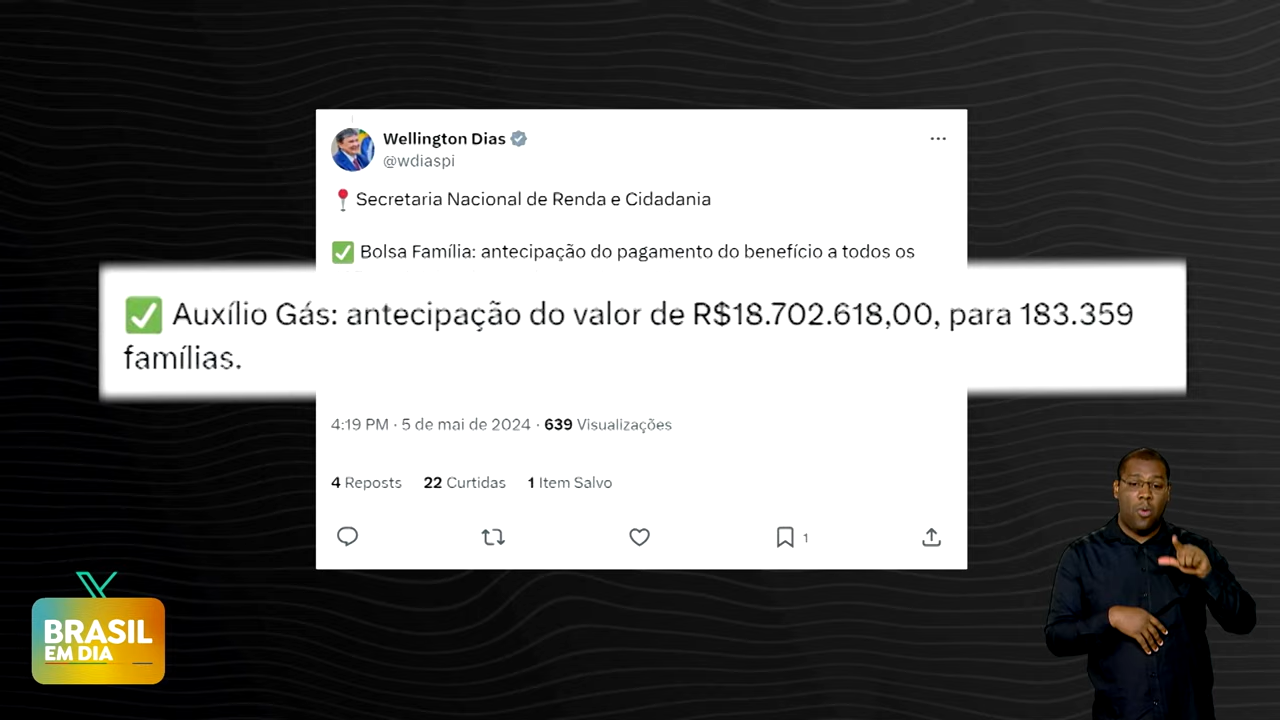 Wellington Dias
@wdiaspi
📍 Secretaria Nacional de Renda e Cidadania
✅ Bolsa Família: antecipação do pagamento do benefício a todos os
✅ Auxílio Gás: antecipação do valor de R$18.702.618,00, para 183.359
famílias.
4:19 PM · 5 de mai de 2024 · 639 Visualizações
4 Reposts 22 Curtidas 1 Item Salvo
1
BRASIL
EM DIA